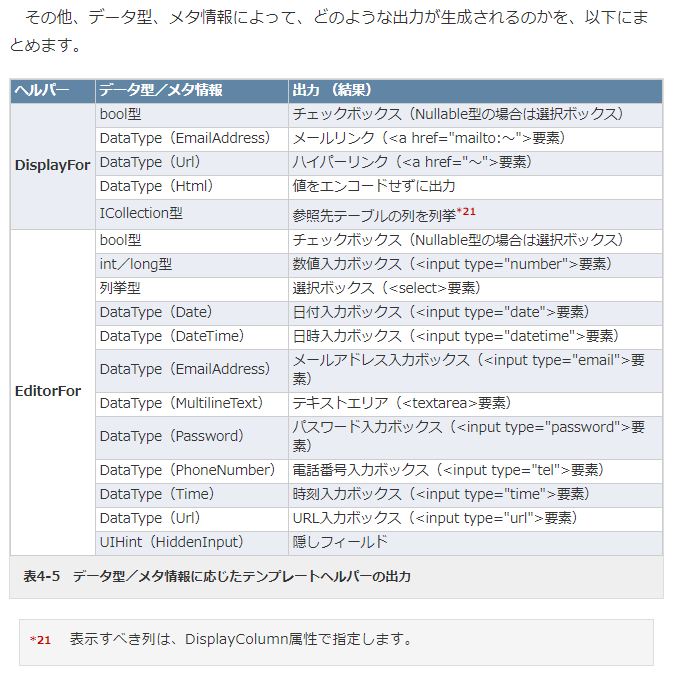 その他、データ型、メタ情報によって、どのような出力が生成されるのかを、以下にま
とめます。
ヘルパー データ型／メタ情報 出力 （結果）
DisplayFor
bool型 チェックボックス（Nullable型の場合は選択ボックス）
DataType（EmailAddress） メールリンク（<a href="mailto:～">要素）
DataType（Url） ハイパーリンク（<a href="～">要素）
DataType（Html） 値をエンコードせずに出力
ICollection型 参照先テーブルの列を列挙*21
EditorFor
bool型 チェックボックス（Nullable型の場合は選択ボックス）
int／long型 数値入力ボックス（<input type="number">要素）
列挙型 選択ボックス（<select>要素）
DataType（Date） 日付入力ボックス（<input type="date">要素）
DataType（DateTime） 日時入力ボックス（<input type="datetime">要素）
DataType（EmailAddress） メールアドレス入力ボックス（<input type="email">要
素）
DataType（MultilineText） テキストエリア（<textarea>要素）
DataType（Password） パスワード入力ボックス（<input type="password">要
素）
DataType（PhoneNumber） 電話番号入力ボックス（<input type="tel">要素）
DataType（Time） 時刻入力ボックス（<input type="time">要素）
DataType（Url） URL入力ボックス（<input type="url">要素）
UIHint（HiddenInput） 隠しフィールド
表4-5 データ型／メタ情報に応じたテンプレートヘルパーの出力
*21 表示すべき列は、DisplayColumn属性で指定します。